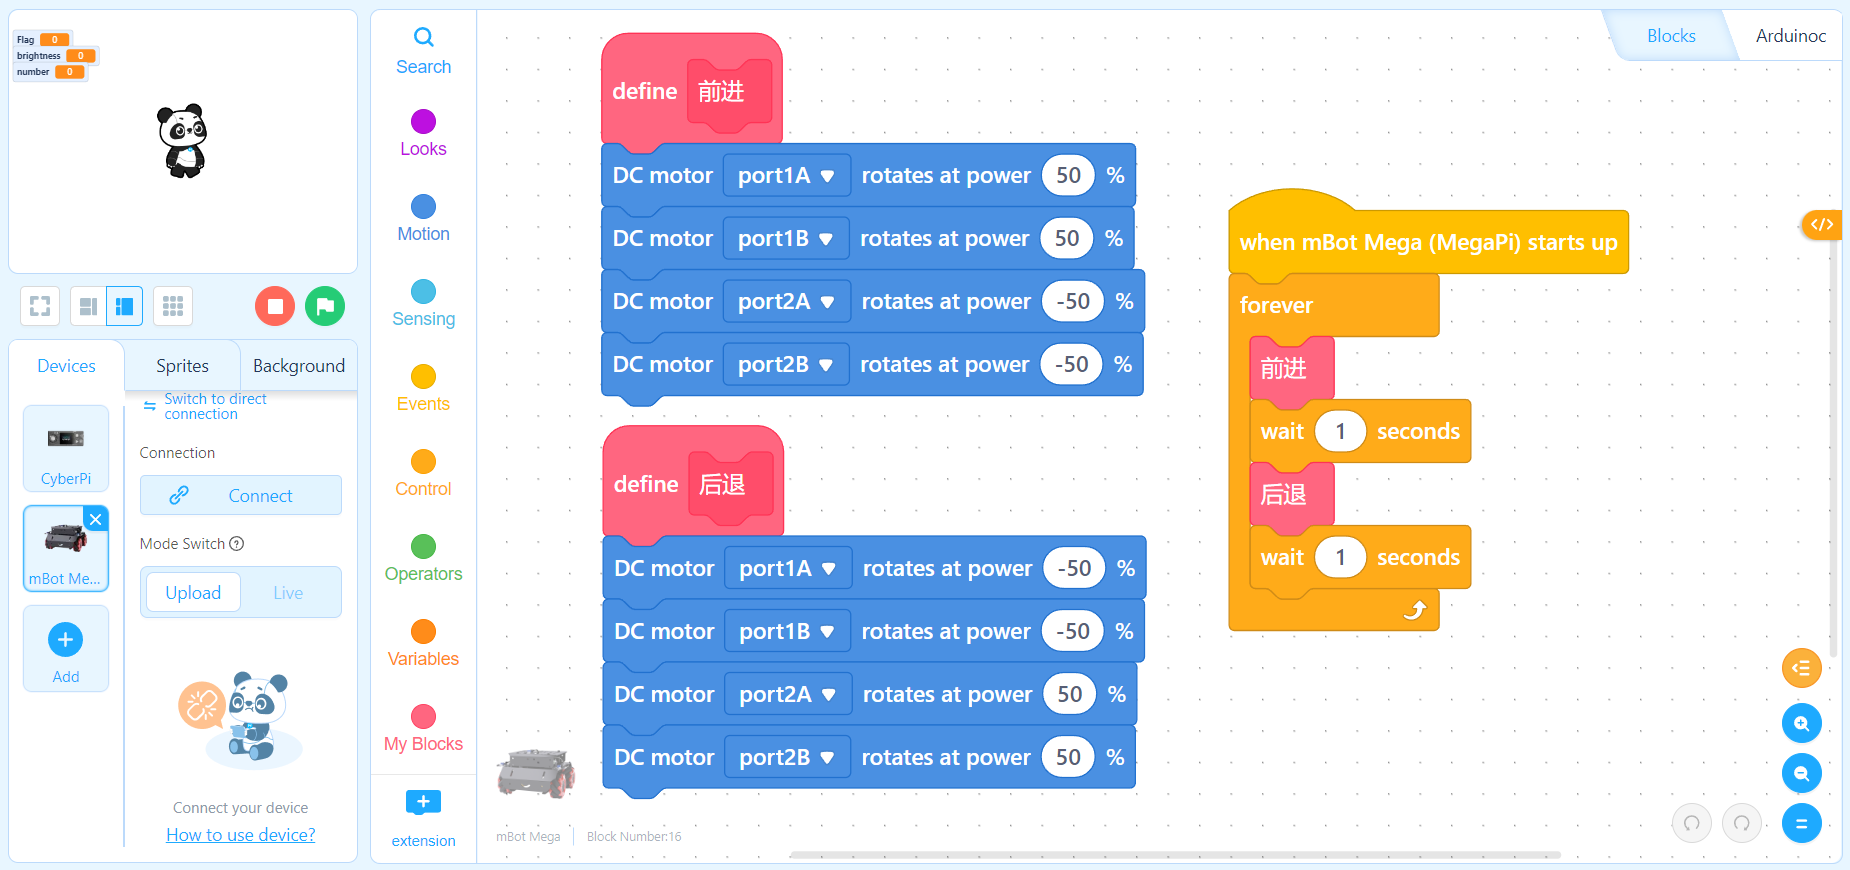 Flag 0
brightness 0
number 0
Devices
Sprites
Background
Switch to direct
connection
Connection
Connect
Mode Switch ?
Upload
Live
CyberPi
mBot Me...
Add
Connect your device
How to use device?
Search
Looks
Motion
Sensing
Events
Control
Operators
Variables
My Blocks
extension
define 前进
DC motor port1A rotates at power 50 %
DC motor port1B rotates at power 50 %
DC motor port2A rotates at power -50 %
DC motor port2B rotates at power -50 %
define 后退
DC motor port1A rotates at power -50 %
DC motor port1B rotates at power -50 %
DC motor port2A rotates at power 50 %
DC motor port2B rotates at power 50 %
mBot Mega
Block Number:16
Blocks
Arduinoc
</>
when mBot Mega (MegaPi) starts up
forever
前进
wait 1 seconds
后退
wait 1 seconds